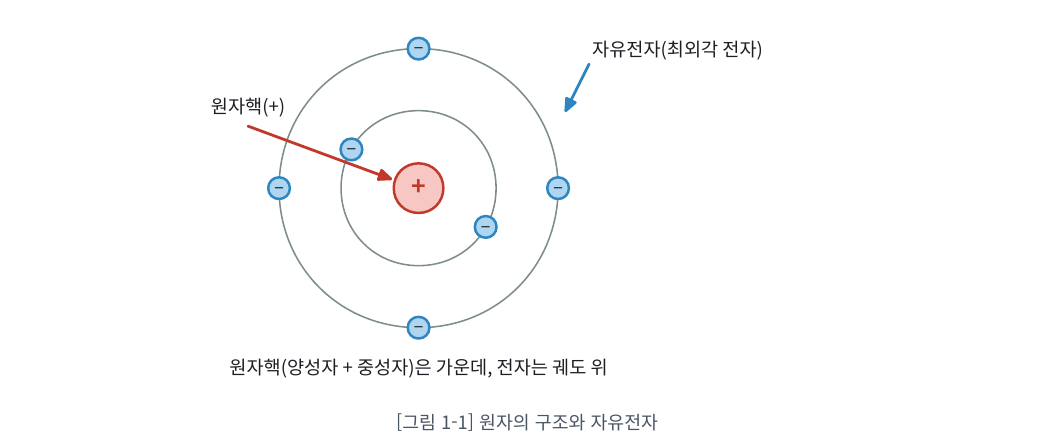 자유전자(최외각 전자)
원자핵(+)
−
−
+
−
−
−
−
원자핵(양성자 + 중성자)은 가운데, 전자는 궤도 위
[그림 1-1] 원자의 구조와 자유전자